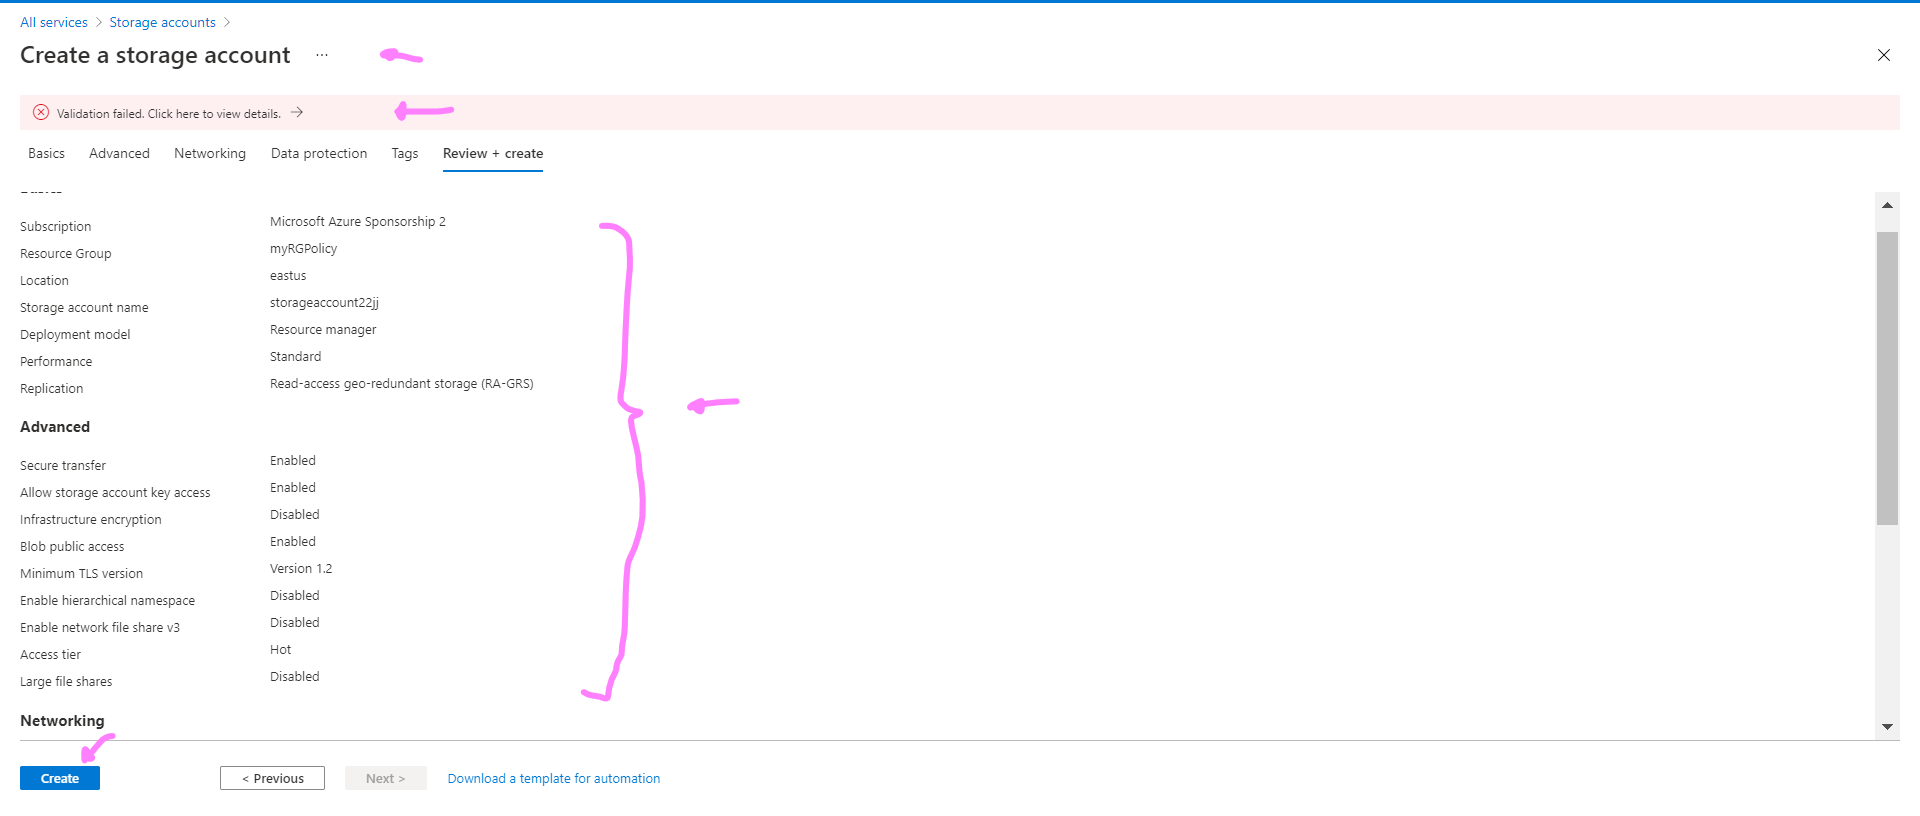 All services > Storage accounts >
Create a storage account ...
Validation failed. Click here to view details. →
Basics Advanced Networking Data protection Tags Review + create
Subscription Microsoft Azure Sponsorship 2
Resource Group myRGPolicy
Location eastus
Storage account name storageaccount22jj
Deployment model Resource manager
Performance Standard
Replication Read-access geo-redundant storage (RA-GRS)
Advanced
Secure transfer Enabled
Allow storage account key access Enabled
Infrastructure encryption Disabled
Blob public access Enabled
Minimum TLS version Version 1.2
Enable hierarchical namespace Disabled
Enable network file share v3 Disabled
Access tier Hot
Large file shares Disabled
Networking
Create < Previous Next > Download a template for automation